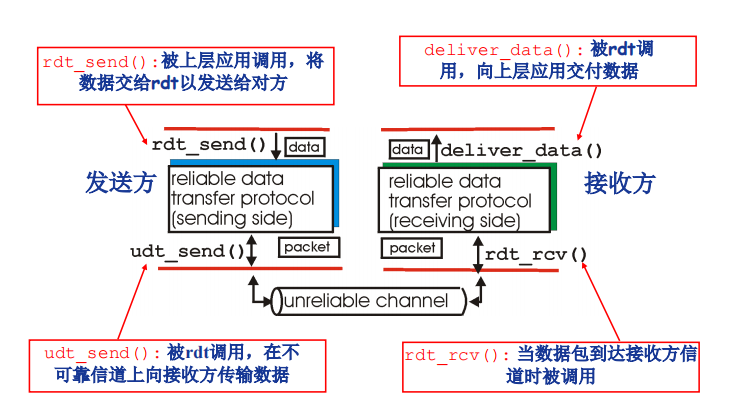 rdt_send():被上层应用调用，将
数据交给rdt以发送给对方
deliver_data(): 被rdt调
用，向上层应用交付数据
rdt_send()
data
data
deliver_data()
发送方
reliable data
transfer protocol
(sending side)
reliable data
transfer protocol
(receiving side)
接收方
udt_send()
packet
packet
rdt_rcv()
unreliable channel
udt_send(): 被rdt调用，在不
可靠信道上向接收方传输数据
rdt_rcv(): 当数据包到达接收方信
道时被调用